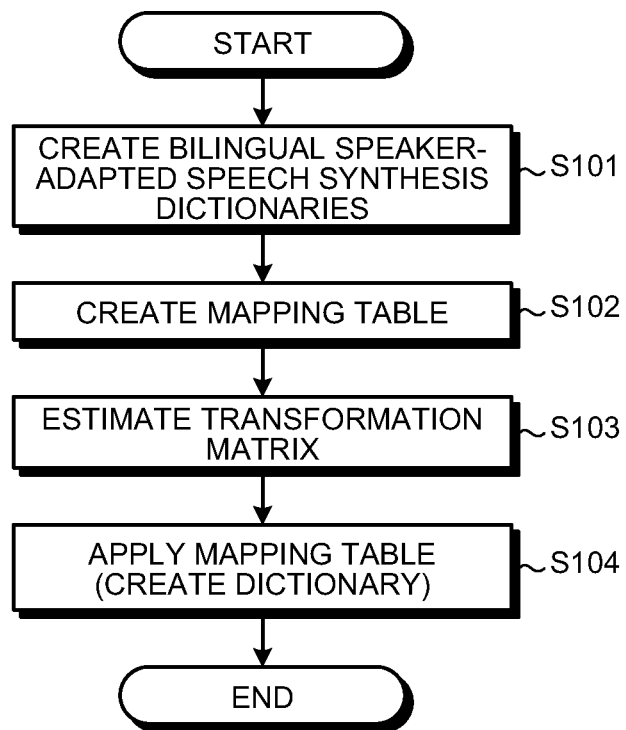 START
CREATE BILINGUAL SPEAKER-
ADAPTED SPEECH SYNTHESIS
DICTIONARIES
S101
CREATE MAPPING TABLE
S102
ESTIMATE TRANSFORMATION
MATRIX
S103
APPLY MAPPING TABLE
(CREATE DICTIONARY)
S104
END